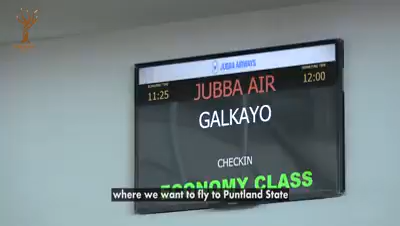 JUBBA AIRWAYS
11:25
JUBBA AIR
12:00
GALKAYO
CHECKIN
ECONOMY CLASS
where we want to fly to Puntland State